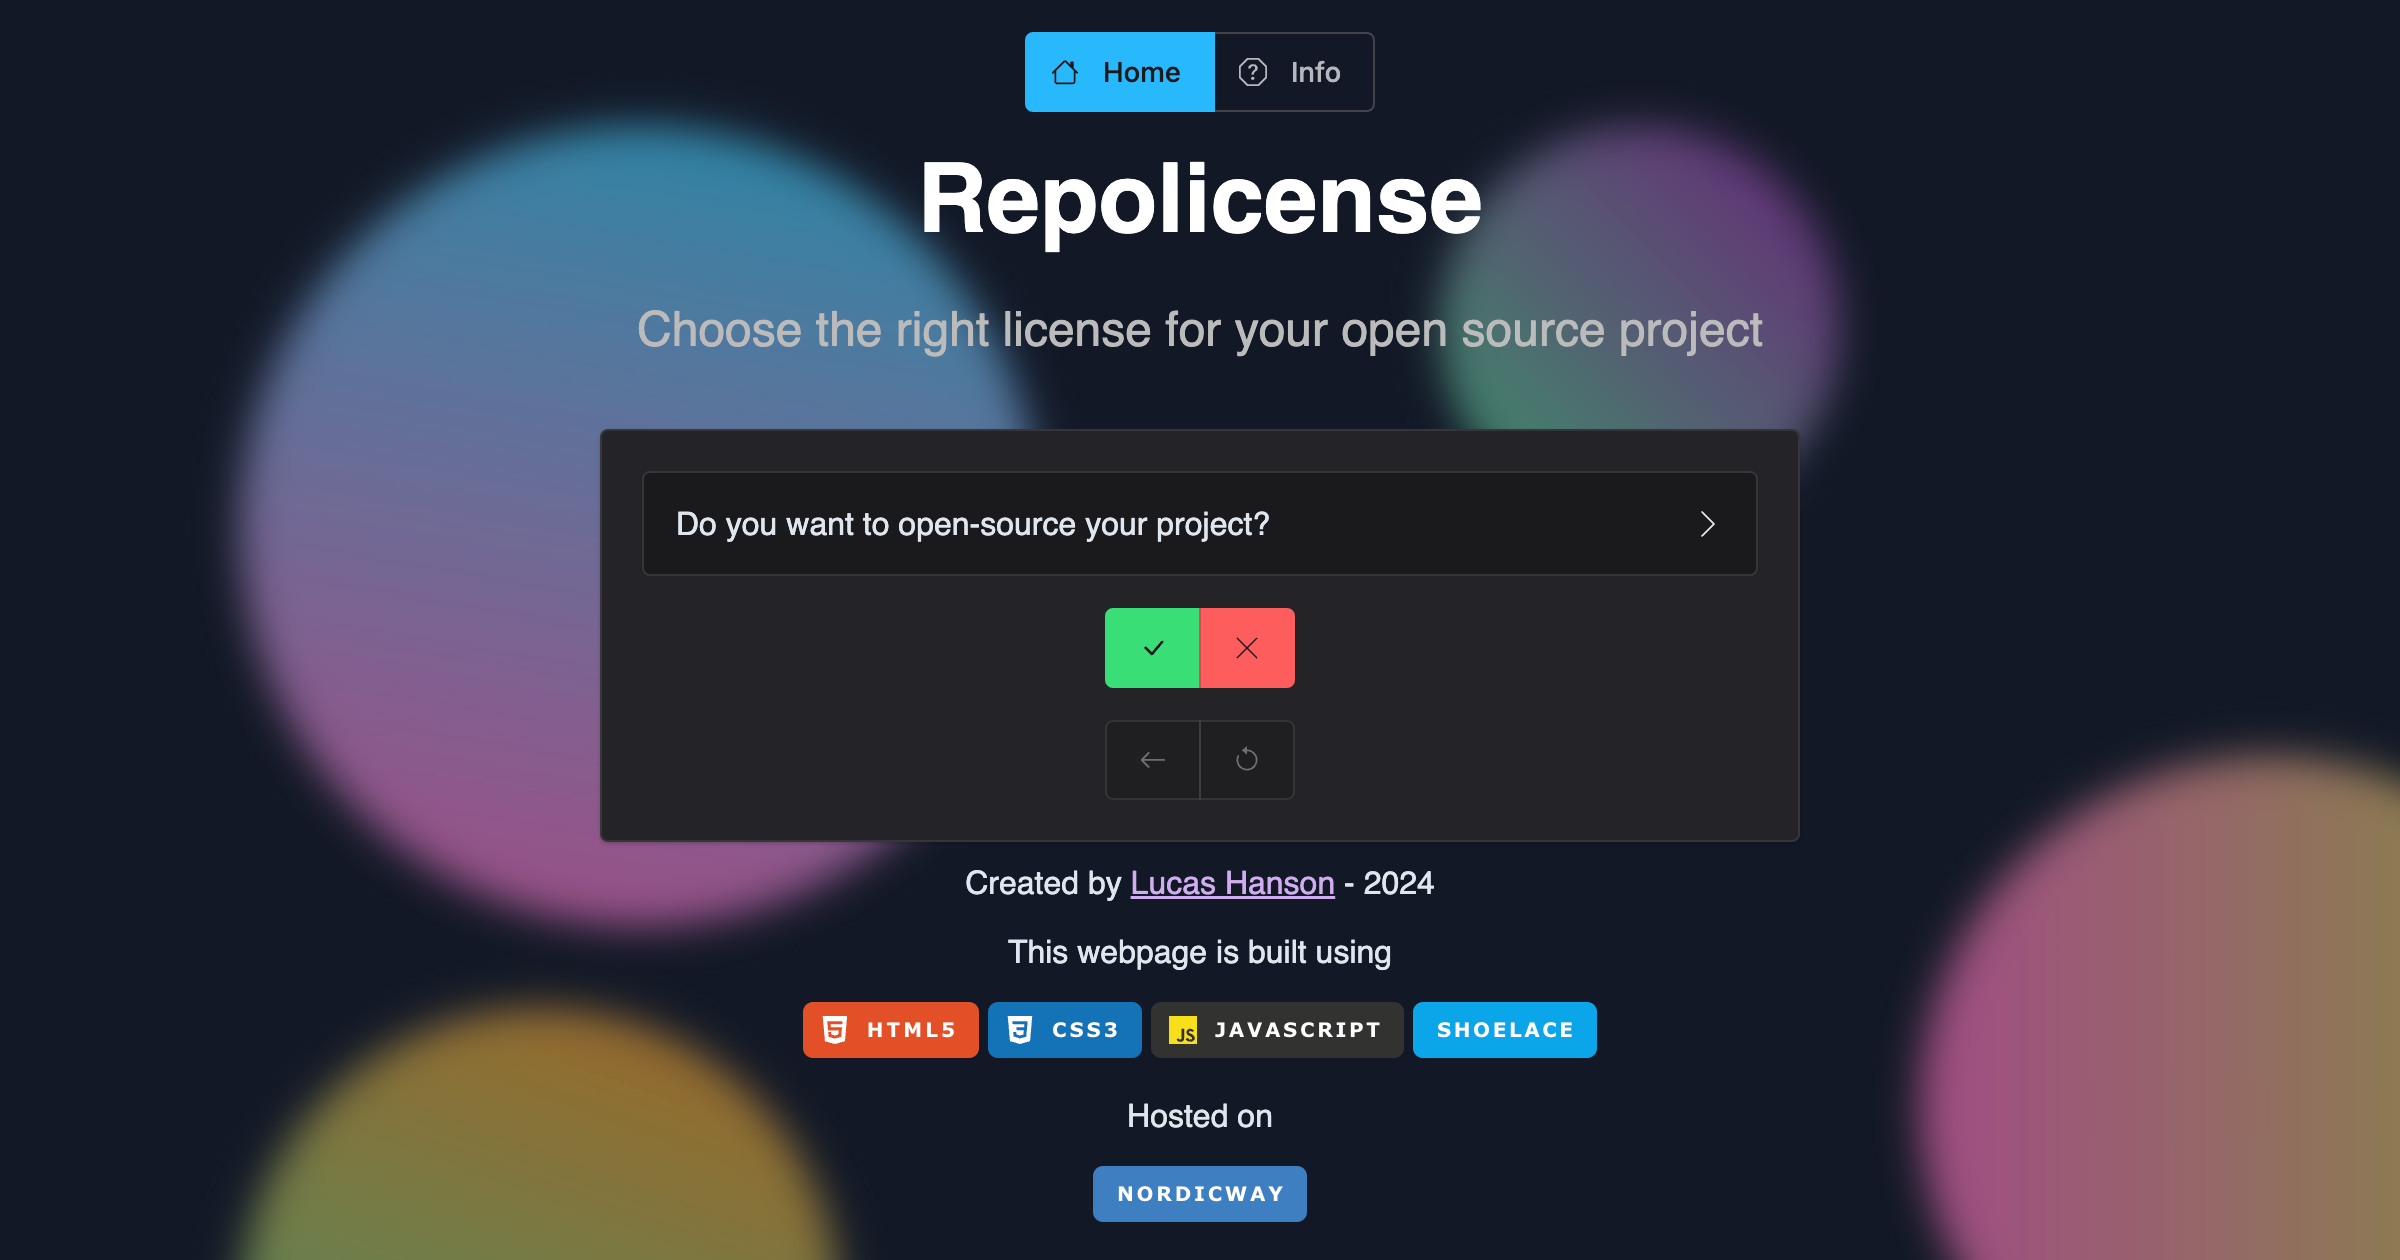 Home
Info
Repolicense
Choose the right license for your open source project
Do you want to open-source your project?
Created by Lucas Hanson - 2024
This webpage is built using
HTML5
CSS3
JS JAVASCRIPT
SHOELACE
Hosted on
NORDICWAY